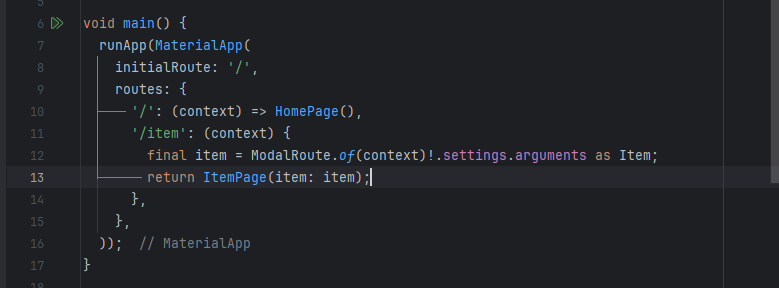 5
6 void main() {
7 runApp(MaterialApp(
8 initialRoute: '/',
9 routes: {
10 '/': (context) => HomePage(),
11 '/item': (context) {
12 final item = ModalRoute.of(context)!.settings.arguments as Item;
13 return ItemPage(item: item);
14 },
15 },
16 )); // MaterialApp
17 }
18